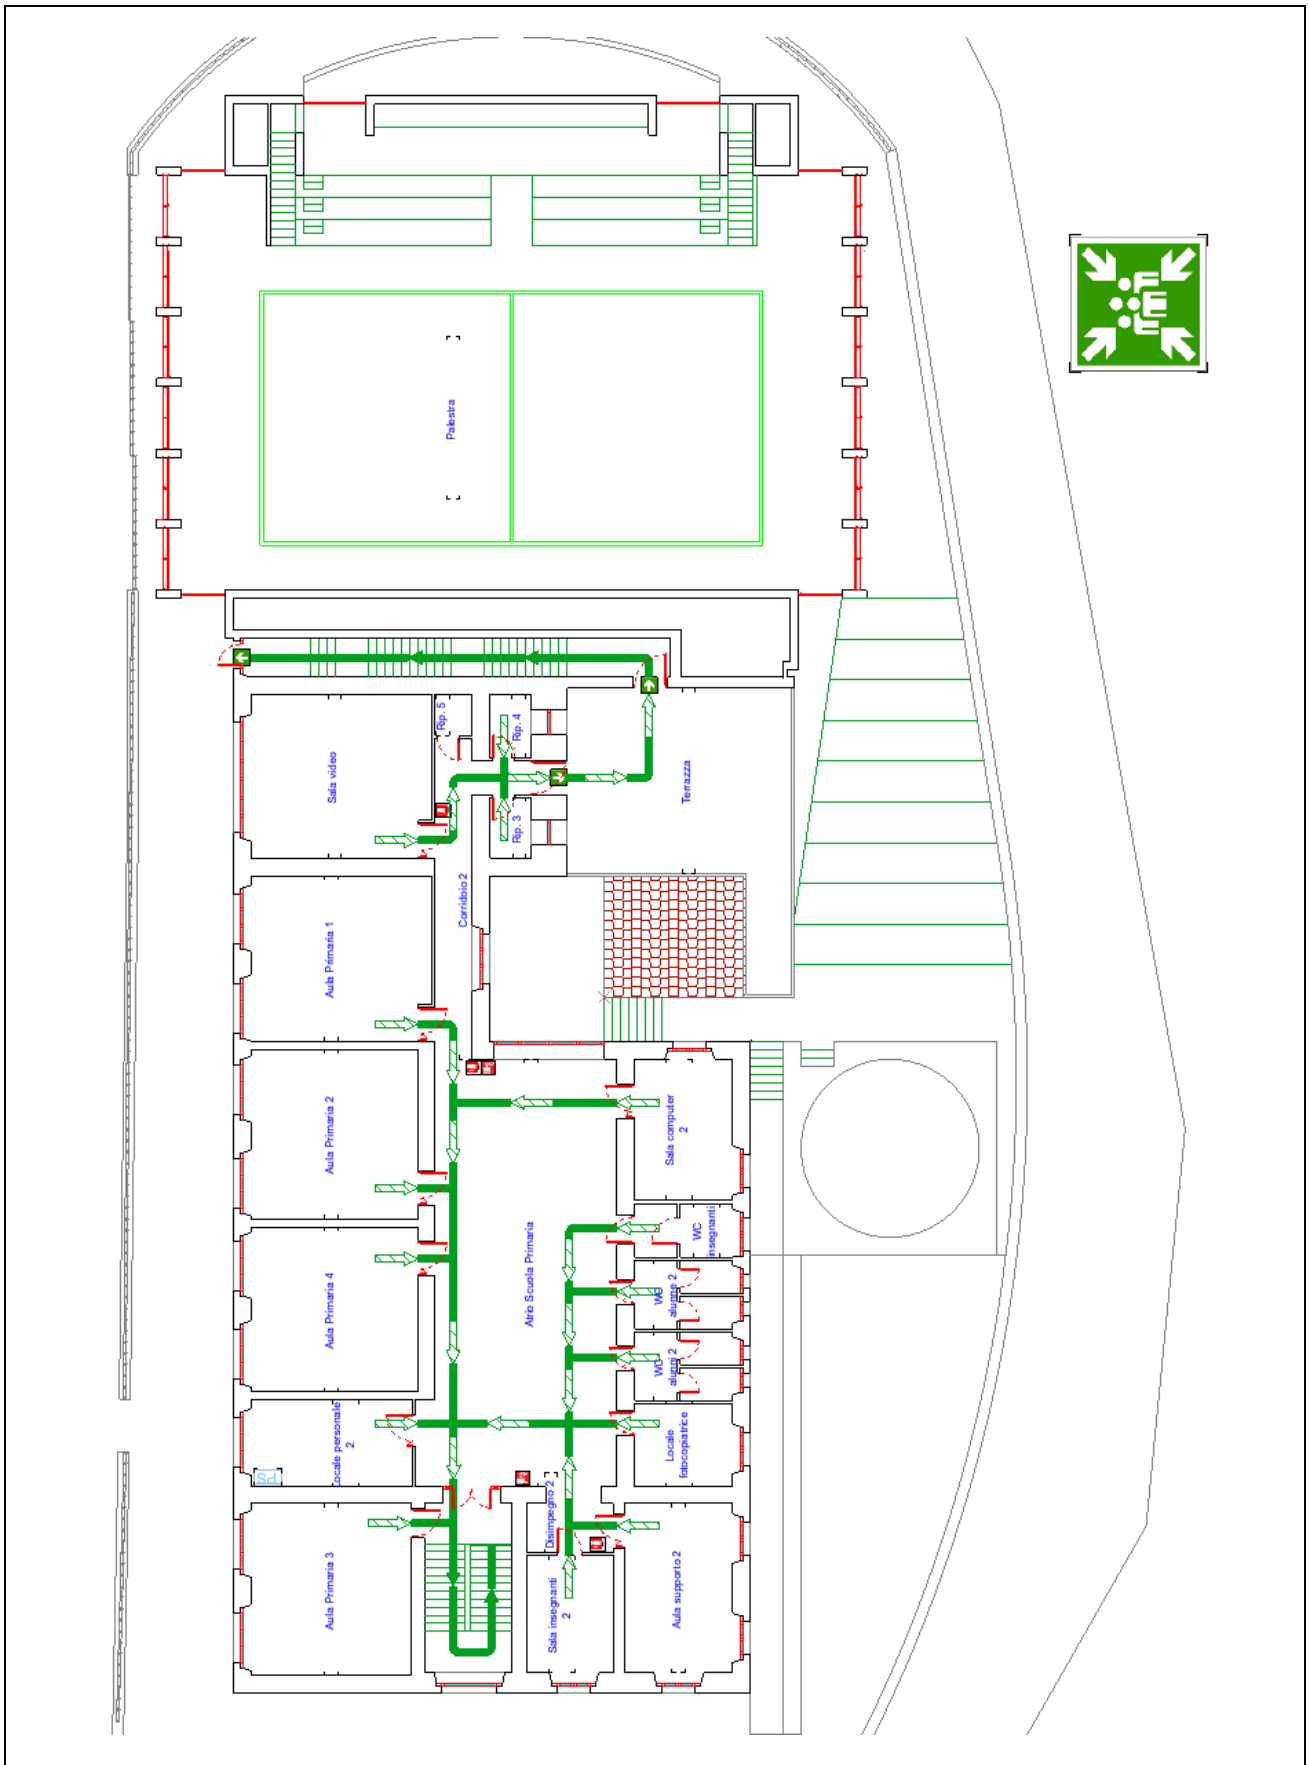 Palestra
Rip. 5
Rip. 4
Sala video
Terrazza
Rip. 3
Corridoio 2
Aula Primaria 1
Aula Primaria 2
Sala computer
2
WC
insegnanti
Atrio Scuola Primaria
WC
alunne 2
Aula Primaria 4
WC
alunni 2
Locale personale
2
Locale
fotocopiatrice
Sd
Disimpegno 2
Aula Primaria 3
Sala insegnanti
2
Aula supporto 2